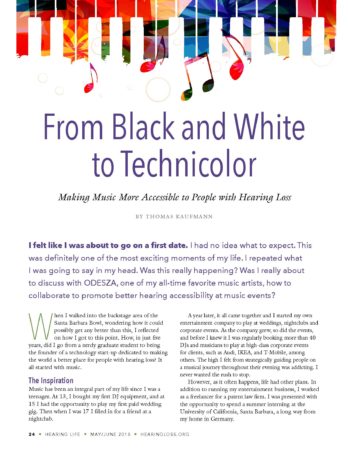 From Black and White
to Technicolor
Making Music More Accessible to People with Hearing Loss
BY THOMAS KAUFMANN
I felt like I was about to go on a first date. I had no idea what to expect. This
was definitely one of the most exciting moments of my life. I repeated what
I was going to say in my head. Was this really happening? Was I really about
to discuss with ODESZA, one of my all-time favorite music artists, how to
collaborate to promote better hearing accessibility at music events?
When I walked into the backstage area of the
Santa Barbara Bowl, wondering how it could
possibly get any better than this, I reflected
on how I got to this point. How, in just five
years, did I go from a nerdy graduate student to being
the founder of a technology start-up dedicated to making
the world a better place for people with hearing loss? It
all started with music.
The Inspiration
Music has been an integral part of my life since I was a
teenager. At 13, I bought my first DJ equipment, and at
15 I had the opportunity to play my first paid wedding
gig. Then when I was 17 I filled in for a friend at a
nightclub.
A year later, it all came together and I started my own
entertainment company to play at weddings, nightclubs and
corporate events. As the company grew, so did the events,
and before I knew it I was regularly booking more than 40
DJs and musicians to play at high-class corporate events
for clients, such as Audi, IKEA, and T-Mobile, among
others. The high I felt from strategically guiding people on
a musical journey throughout their evening was addicting. I
never wanted the rush to stop.
However, as it often happens, life had other plans. In
addition to running my entertainment business, I worked
as a freelancer for a patent law firm. I was presented with
the opportunity to spend a summer interning at the
University of California, Santa Barbara, a long way from
my home in Germany.
24 • HEARING LIFE • MAY/JUNE 2019 • HEARINGLOSS.ORG